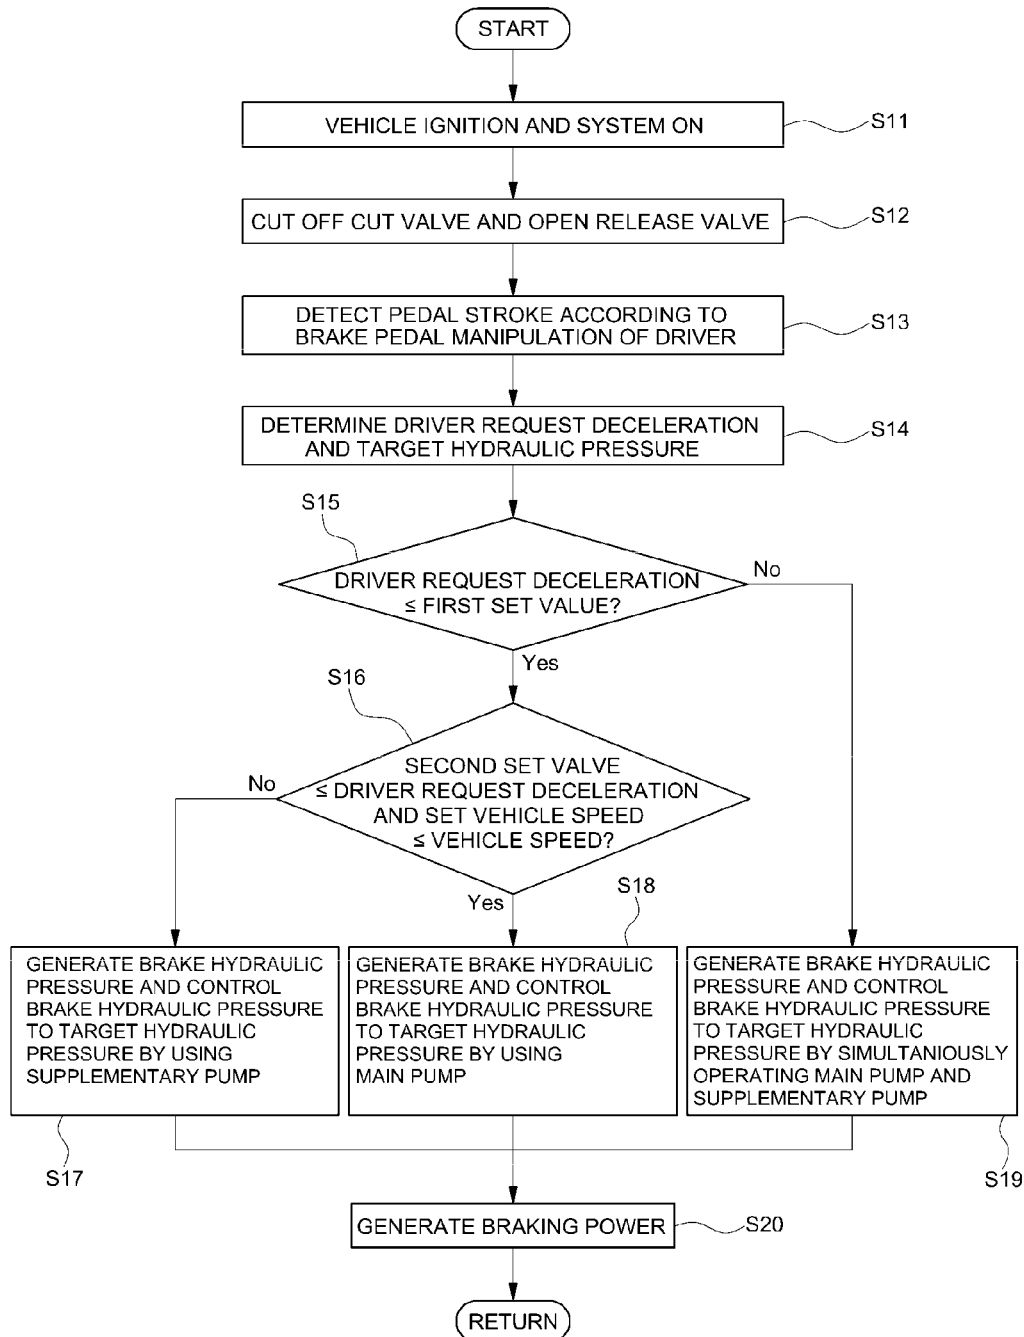 START
VEHICLE IGNITION AND SYSTEM ON
S11
CUT OFF CUT VALVE AND OPEN RELEASE VALVE
S12
DETECT PEDAL STROKE ACCORDING TO
BRAKE PEDAL MANIPULATION OF DRIVER
S13
DETERMINE DRIVER REQUEST DECELERATION
AND TARGET HYDRAULIC PRESSURE
S14
S15
DRIVER REQUEST DECELERATION
≤ FIRST SET VALUE?
No
Yes
S16
SECOND SET VALVE
≤ DRIVER REQUEST DECELERATION
AND SET VEHICLE SPEED
≤ VEHICLE SPEED?
No
Yes
S18
GENERATE BRAKE HYDRAULIC
PRESSURE AND CONTROL
BRAKE HYDRAULIC PRESSURE
TO TARGET HYDRAULIC
PRESSURE BY USING
SUPPLEMENTARY PUMP
GENERATE BRAKE HYDRAULIC
PRESSURE AND CONTROL
BRAKE HYDRAULIC PRESSURE
TO TARGET HYDRAULIC
PRESSURE BY USING
MAIN PUMP
GENERATE BRAKE HYDRAULIC
PRESSURE AND CONTROL
BRAKE HYDRAULIC PRESSURE
TO TARGET HYDRAULIC
PRESSURE BY SIMULTANIOUSLY
OPERATING MAIN PUMP AND
SUPPLEMENTARY PUMP
S17
S19
GENERATE BRAKING POWER
S20
RETURN